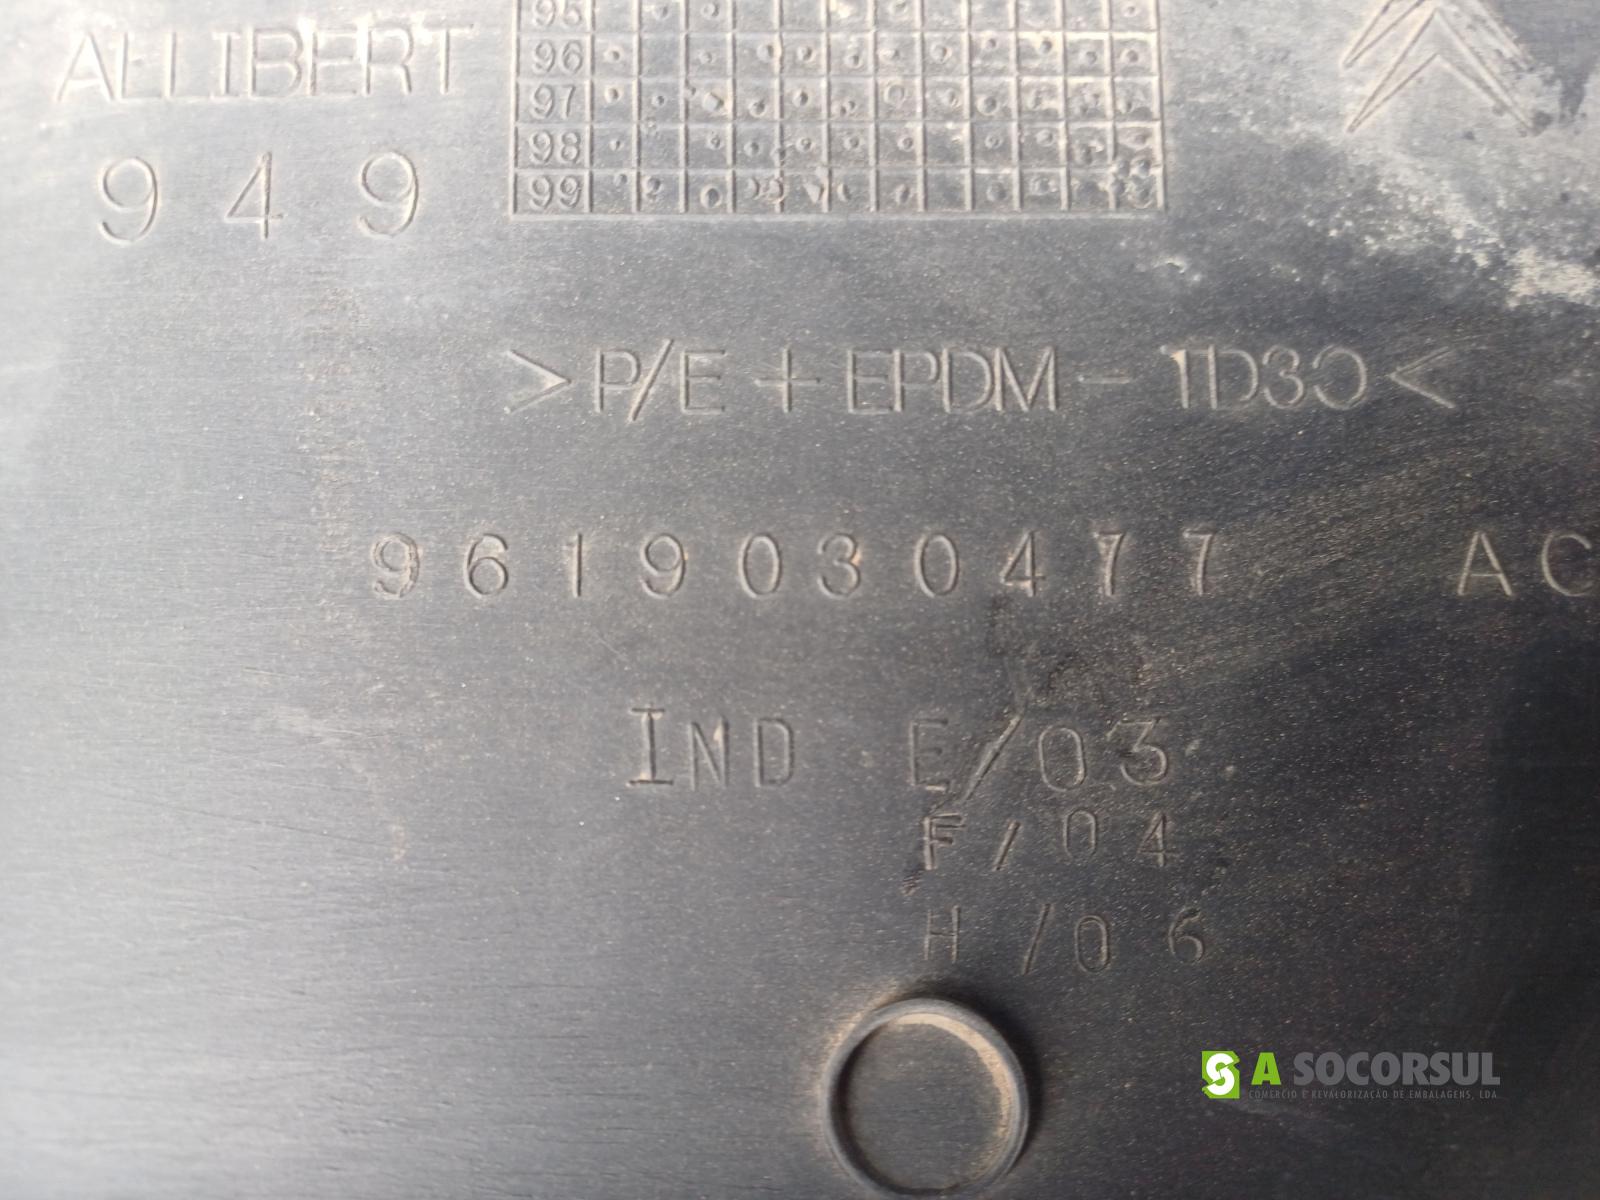 ALLIBERT
949
95
96
97
98
99
>P/E + EPDM - TD30<
9619030477 AC
IND E/03
F/04
H/06
A SOCORSUL
COMÉRCIO E REVALORIZAÇÃO DE EMBALAGENS, LDA